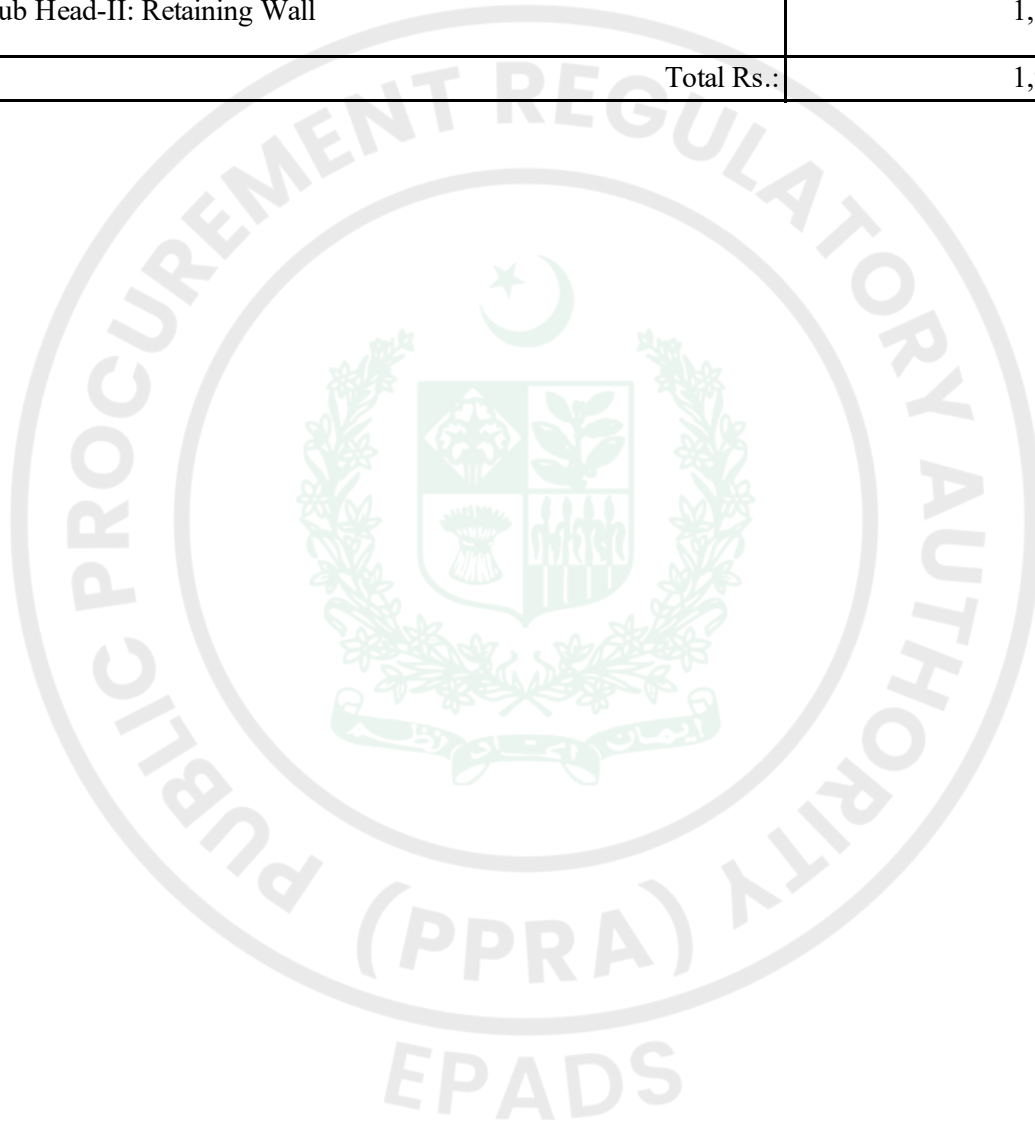 ub Head-II: Retaining Wall 1,
Total Rs.: 1,
PUBLIC PROCUREMENT REGULATORY AUTHORITY
(PPRA)
EPADS